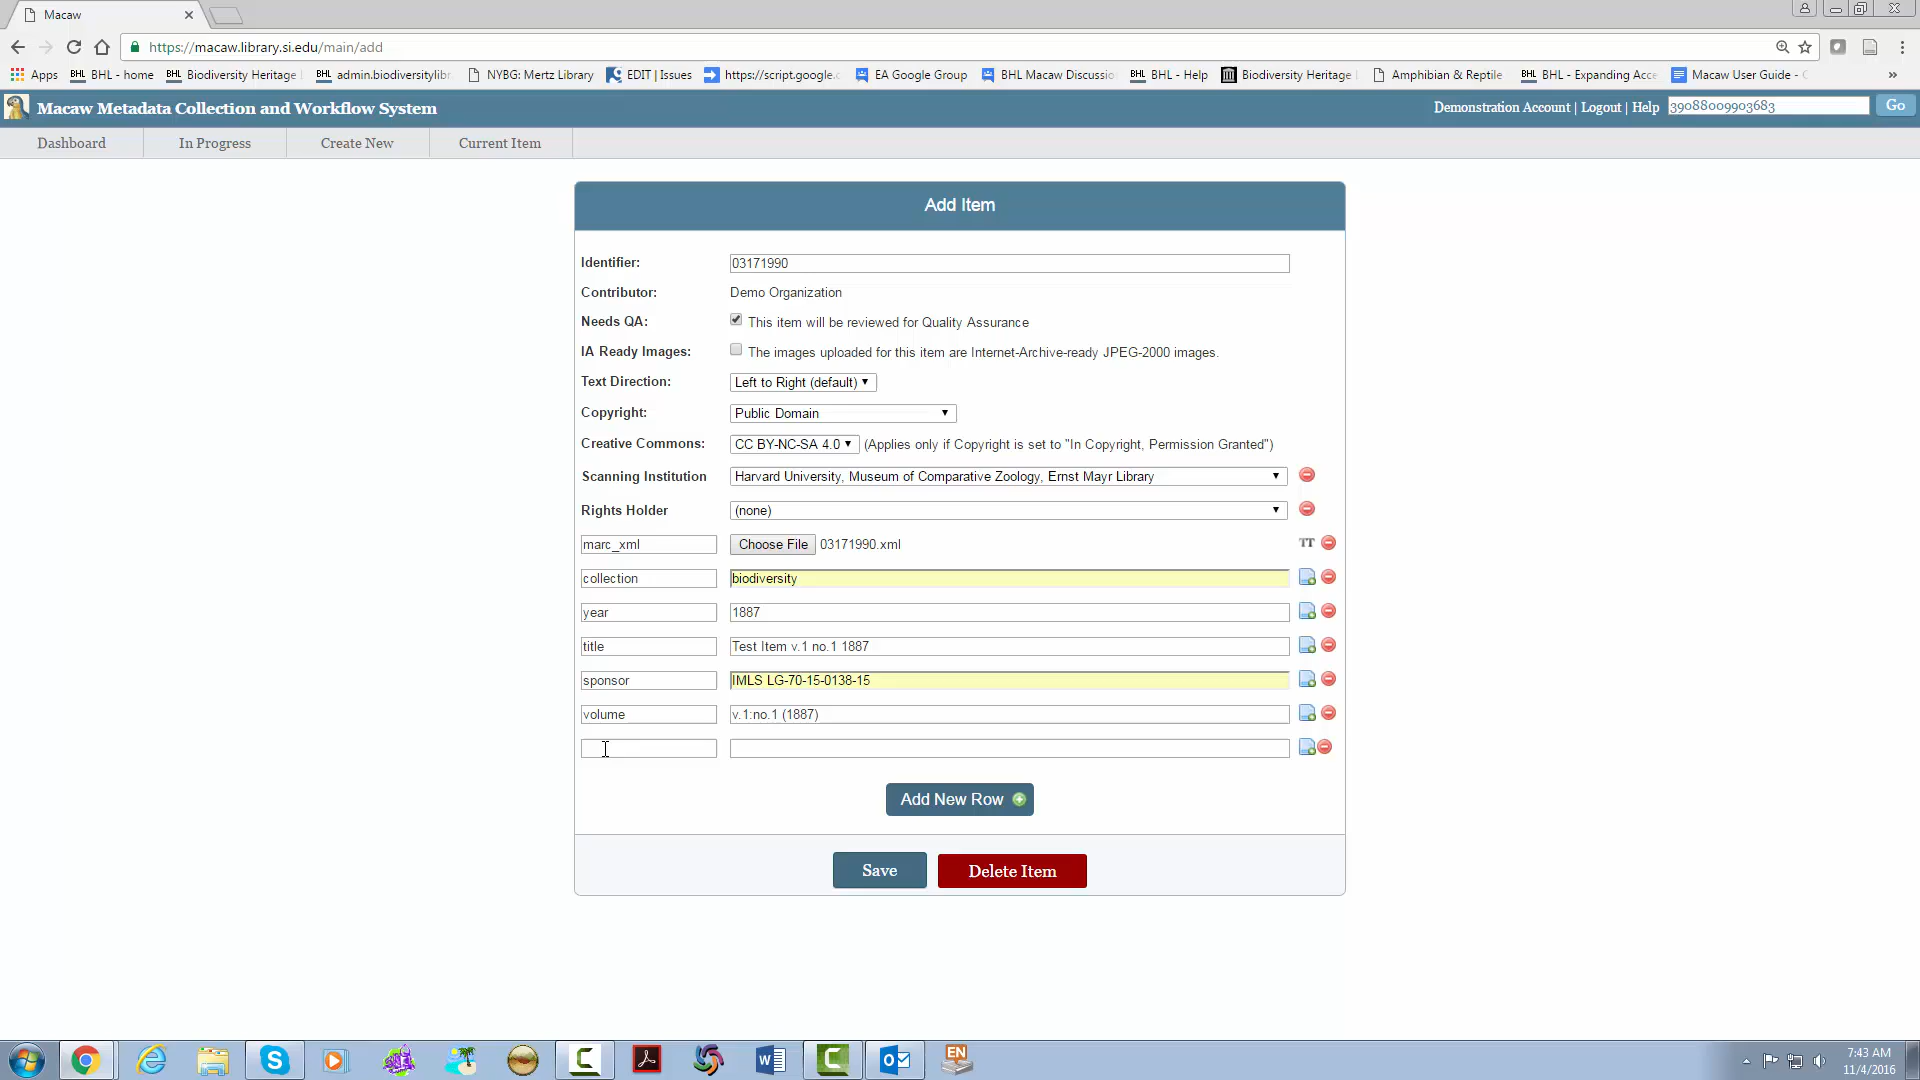 Macaw
https://macaw.library.si.edu/main/add
Apps BHL - home Biodiversity Heritage admin.biodiversitylibr NYBG: Mertz Library EDIT | Issues https://script.google.c EA Google Group BHL Macaw Discussio BHL - Help Biodiversity Heritage Amphibian & Reptile BHL - Expanding Acce Macaw User Guide - »
Macaw Metadata Collection and Workflow System Demonstration Account | Logout | Help 39088009903683 Go
Dashboard In Progress Create New Current Item
Add Item
Identifier: 03171990
Contributor: Demo Organization
Needs QA: This item will be reviewed for Quality Assurance
IA Ready Images: The images uploaded for this item are Internet-Archive-ready JPEG-2000 images.
Text Direction: Left to Right (default)
Copyright: Public Domain
Creative Commons: CC BY-NC-SA 4.0 (Applies only if Copyright is set to "In Copyright, Permission Granted")
Scanning Institution Harvard University, Museum of Comparative Zoology, Ernst Mayr Library
Rights Holder (none)
marc_xml Choose File 03171990.xml TT
collection biodiversity
year 1887
title Test Item v.1 no.1 1887
sponsor IMLS LG-70-15-0138-15
volume v.1:no.1 (1887)
Add New Row
Save Delete Item
EN
7:43 AM
11/4/2016